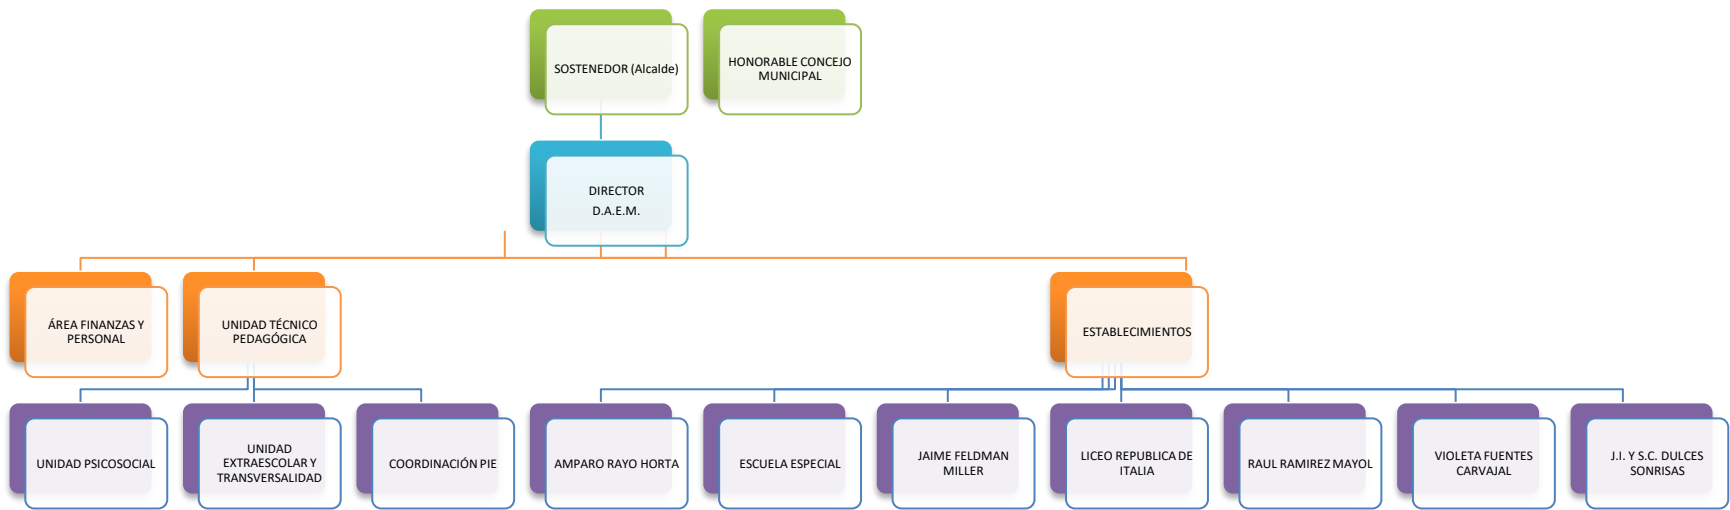 SOSTENEDOR (Alcalde)
HONORABLE CONCEJO
MUNICIPAL
DIRECTOR
D.A.E.M.
ÁREA FINANZAS Y
PERSONAL
UNIDAD TÉCNICO
PEDAGÓGICA
ESTABLECIMIENTOS
UNIDAD PSICOSOCIAL
UNIDAD
EXTRAESCOLAR Y
TRANSVERSALIDAD
COORDINACIÓN PIE
AMPARO RAYO HORTA
ESCUELA ESPECIAL
JAIME FELDMAN
MILLER
LICEO REPUBLICA DE
ITALIA
RAUL RAMIREZ MAYOL
VIOLETA FUENTES
CARVAJAL
J.I. Y S.C. DULCES
SONRISAS